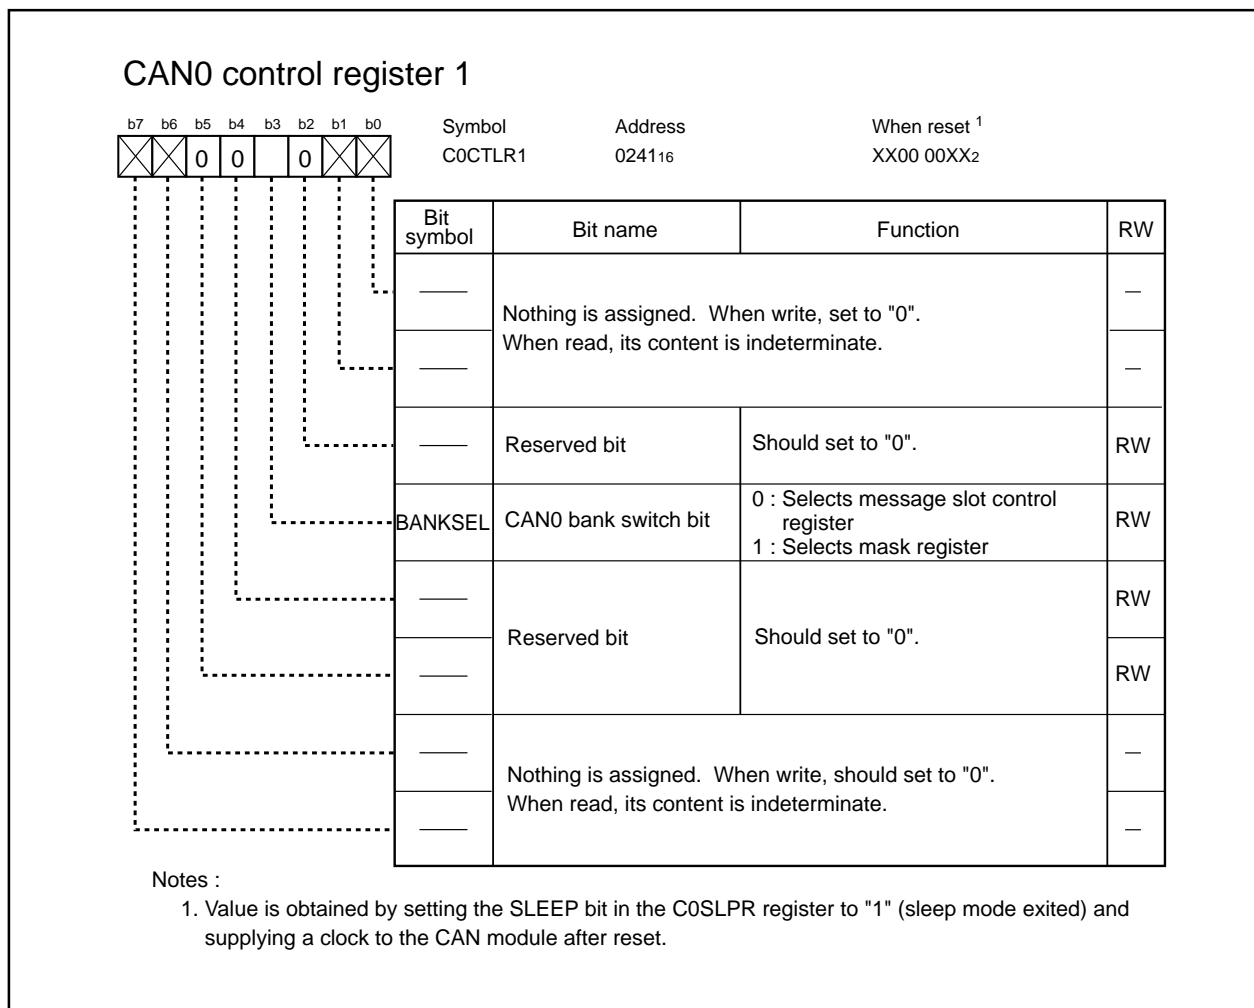 CAN0 control register 1
b7 b6 b5 b4 b3 b2 b1 b0
Symbol Address When reset 1
0 0 0
C0CTLR1 024116 XX00 00XX2
Bit
symbol
Bit name Function RW
Nothing is assigned. When write, set to "0".
When read, its content is indeterminate.
Reserved bit Should set to "0". RW
BANKSEL CAN0 bank switch bit
0 : Selects message slot control
register
1 : Selects mask register
RW
RW
Reserved bit Should set to "0".
RW
Nothing is assigned. When write, should set to "0".
When read, its content is indeterminate.
Notes :
1. Value is obtained by setting the SLEEP bit in the C0SLPR register to "1" (sleep mode exited) and
supplying a clock to the CAN module after reset.